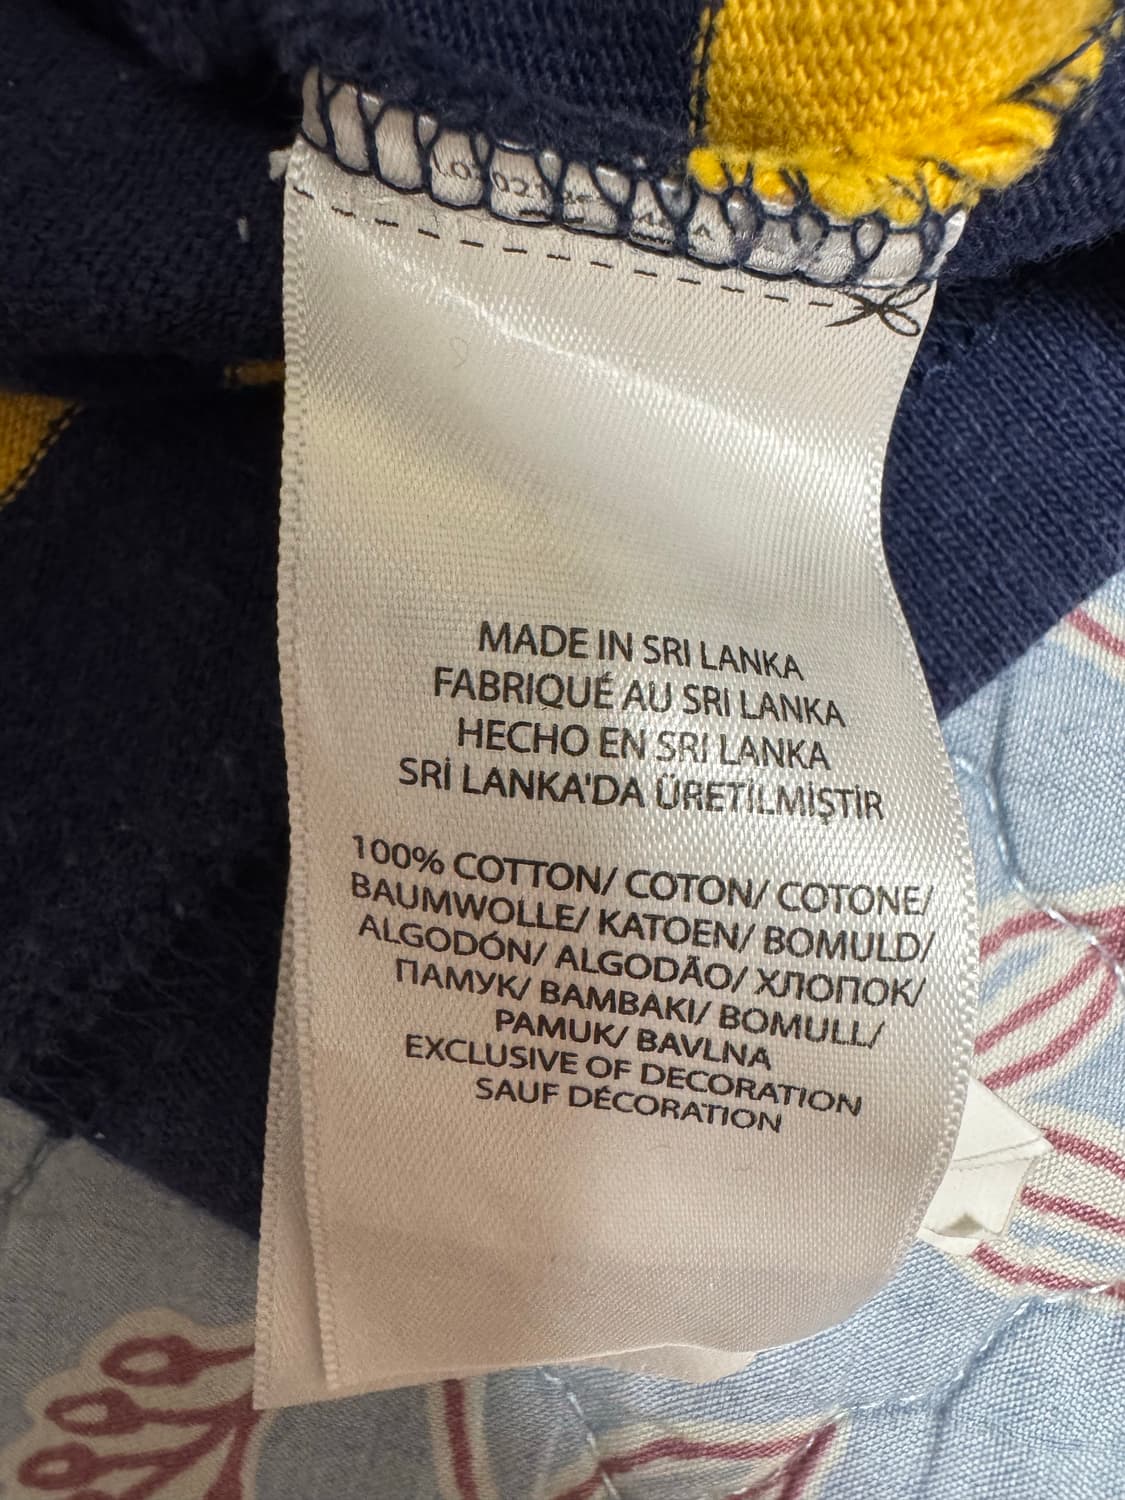 MADE IN SRI LANKA
FABRIQUÉ AU SRI LANKA
HECHO EN SRI LANKA
SRİ LANKA'DA ÜRETİLMİŞTİR
100% COTTON/ COTON/ COTONE/
BAUMWOLLE/ KATOEN/ BOMULD/
ALGODÓN/ ALGODÃO/ ХЛОПОК/
ПАМУК/ BAMBAKI/ BOMULL/
PAMUK/ BAVLNA
EXCLUSIVE OF DECORATION
SAUF DÉCORATION